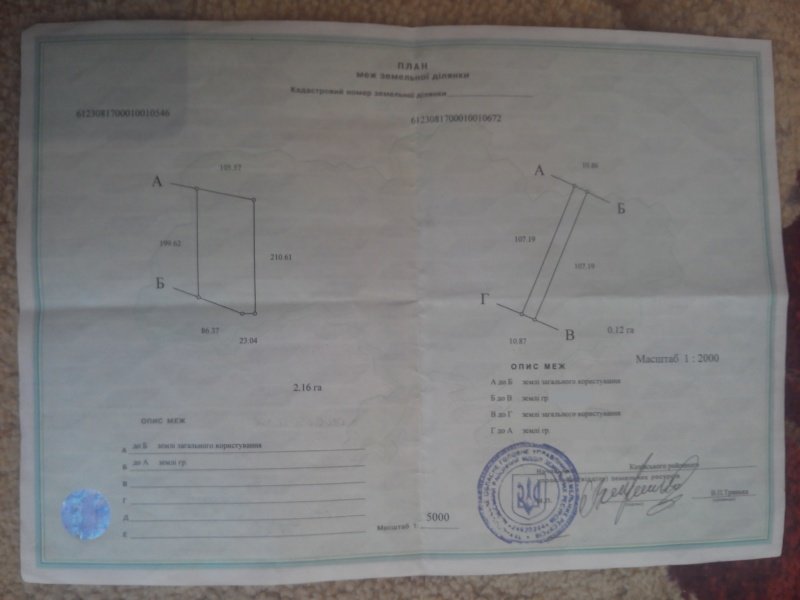 ПЛАН
меж земельної ділянки
Кадастровий номер земельної ділянки
6123081700010010546
6123081700010010672
А
105.57
199.62
210.61
Б
86.37
23.04
2.16 га
А
10.86
Б
107.19
107.19
Г
В
10.87
0.12 га
Масштаб 1 : 2000
ОПИС МЕЖ
А до Б землі загального користування
Б до В землі гр.
В до Г землі загального користування
Г до А землі гр.
ОПИС МЕЖ
А до Б землі загального користування
Б до А землі гр.
В
Г
Д
Е
Масштаб 1: 5000
земельних ресурсів
М.П.